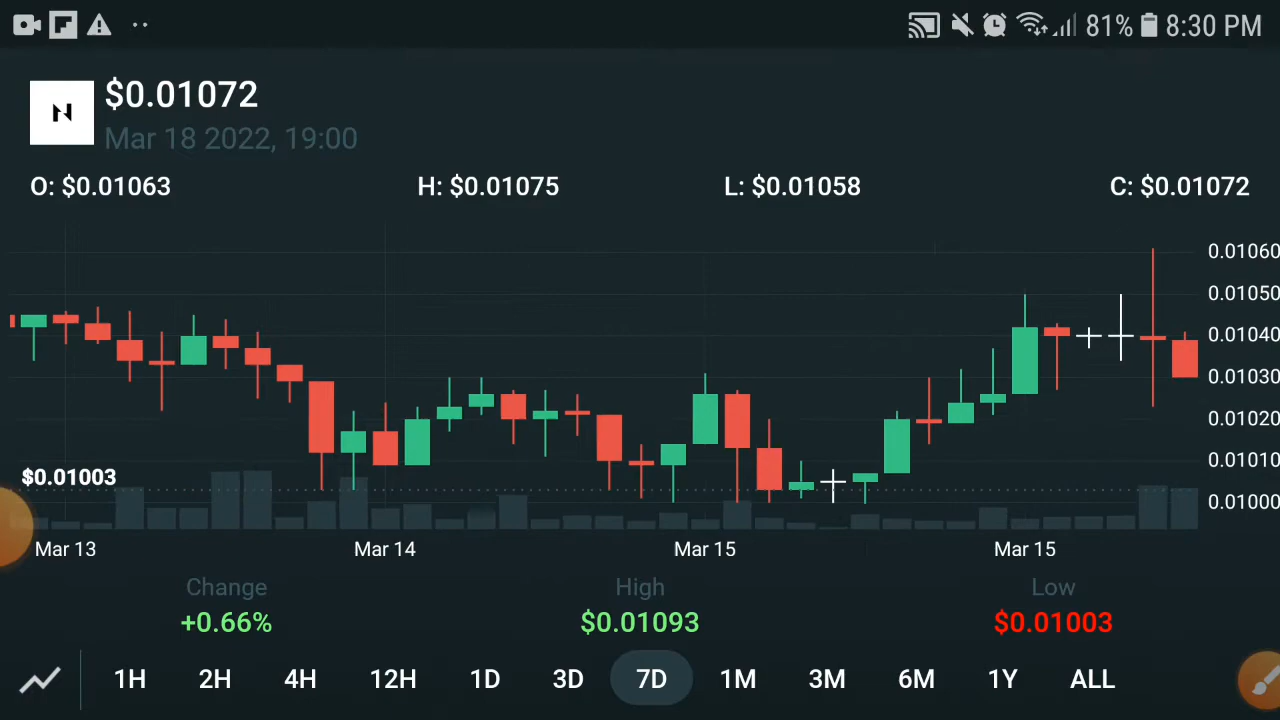 81% 8:30 PM
$0.01072
Mar 18 2022, 19:00
O: $0.01063 H: $0.01075 L: $0.01058 C: $0.01072
0.01060
0.01050
0.01040
0.01030
0.01020
0.01010
$0.01003
0.01000
Mar 13 Mar 14 Mar 15 Mar 15
Change High Low
+0.66% $0.01093 $0.01003
1H 2H 4H 12H 1D 3D 7D 1M 3M 6M 1Y ALL